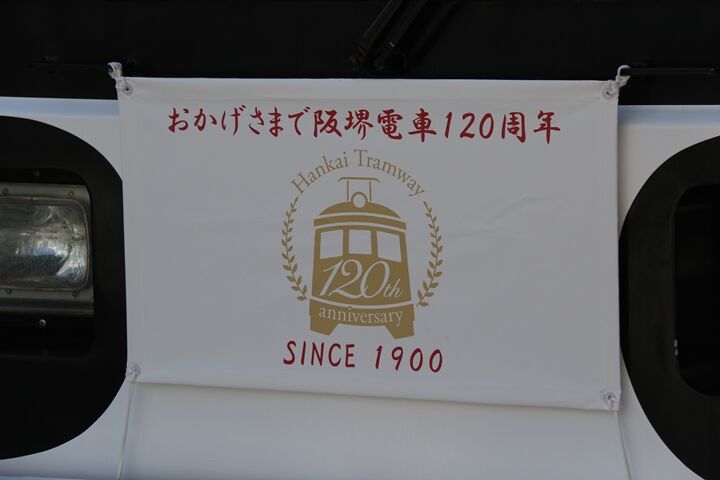 おかげさまで阪堺電車120周年
Hankai Tramway
120th
anniversary
SINCE 1900